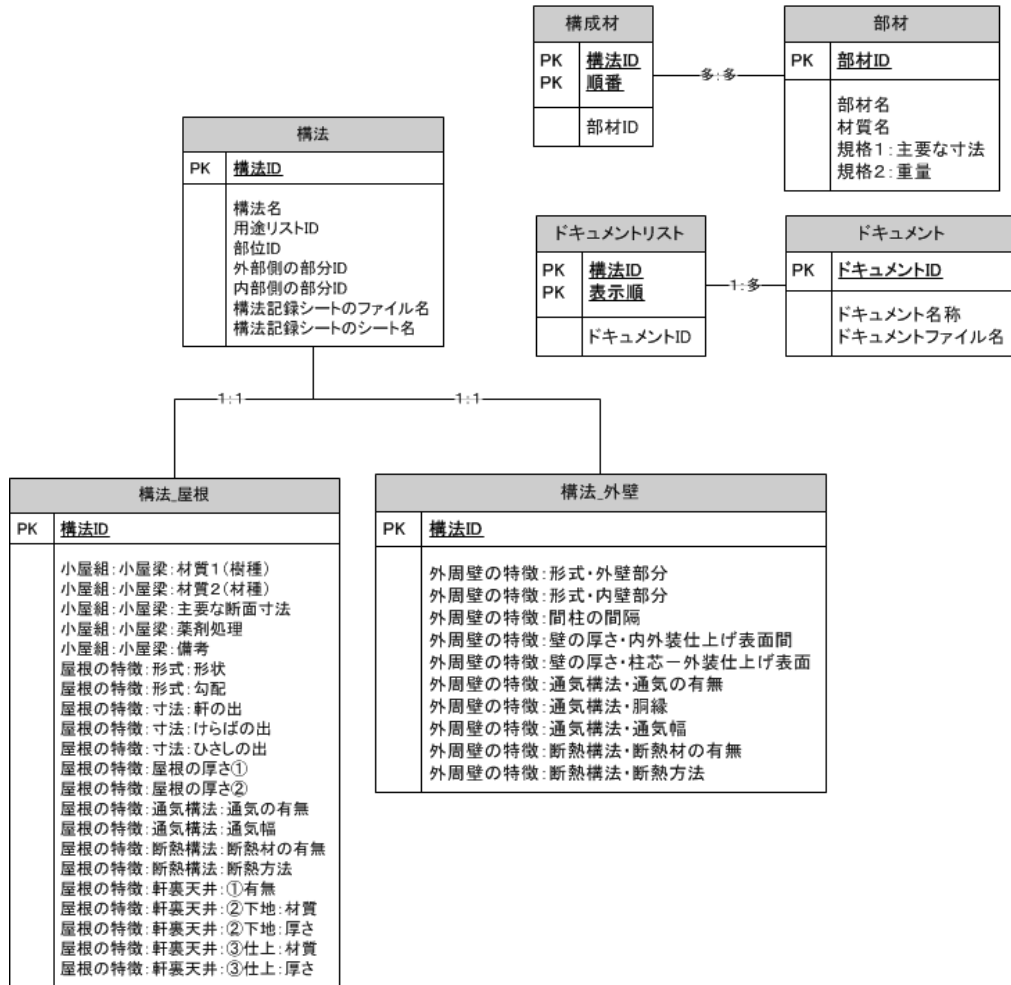 構成材
PK 構法ID
PK 順番
部材ID
多:多
部材
PK 部材ID
部材名
材質名
規格1:主要な寸法
規格2:重量
構法
PK 構法ID
構法名
用途リストID
部位ID
外部側の部分ID
内部側の部分ID
構法記録シートのファイル名
構法記録シートのシート名
ドキュメントリスト
PK 構法ID
PK 表示順
ドキュメントID
1:多
ドキュメント
PK ドキュメントID
ドキュメント名称
ドキュメントファイル名
1:1
1:1
構法_屋根
PK 構法ID
小屋組:小屋梁:材質1(樹種)
小屋組:小屋梁:材質2(材種)
小屋組:小屋梁:主要な断面寸法
小屋組:小屋梁:薬剤処理
小屋組:小屋梁:備考
屋根の特徴:形式:形状
屋根の特徴:形式:勾配
屋根の特徴:寸法:軒の出
屋根の特徴:寸法:けらばの出
屋根の特徴:寸法:ひさしの出
屋根の特徴:屋根の厚さ①
屋根の特徴:屋根の厚さ②
屋根の特徴:通気構法:通気の有無
屋根の特徴:通気構法:通気幅
屋根の特徴:断熱構法:断熱材の有無
屋根の特徴:断熱構法:断熱方法
屋根の特徴:軒裏天井:①有無
屋根の特徴:軒裏天井:②下地:材質
屋根の特徴:軒裏天井:②下地:厚さ
屋根の特徴:軒裏天井:③仕上:材質
屋根の特徴:軒裏天井:③仕上:厚さ
構法_外壁
PK 構法ID
外周壁の特徴:形式・外壁部分
外周壁の特徴:形式・内壁部分
外周壁の特徴:間柱の間隔
外周壁の特徴:壁の厚さ・内外装仕上げ表面間
外周壁の特徴:壁の厚さ・柱芯－外装仕上げ表面
外周壁の特徴:通気構法・通気の有無
外周壁の特徴:通気構法・胴縁
外周壁の特徴:通気構法・通気幅
外周壁の特徴:断熱構法・断熱材の有無
外周壁の特徴:断熱構法・断熱方法